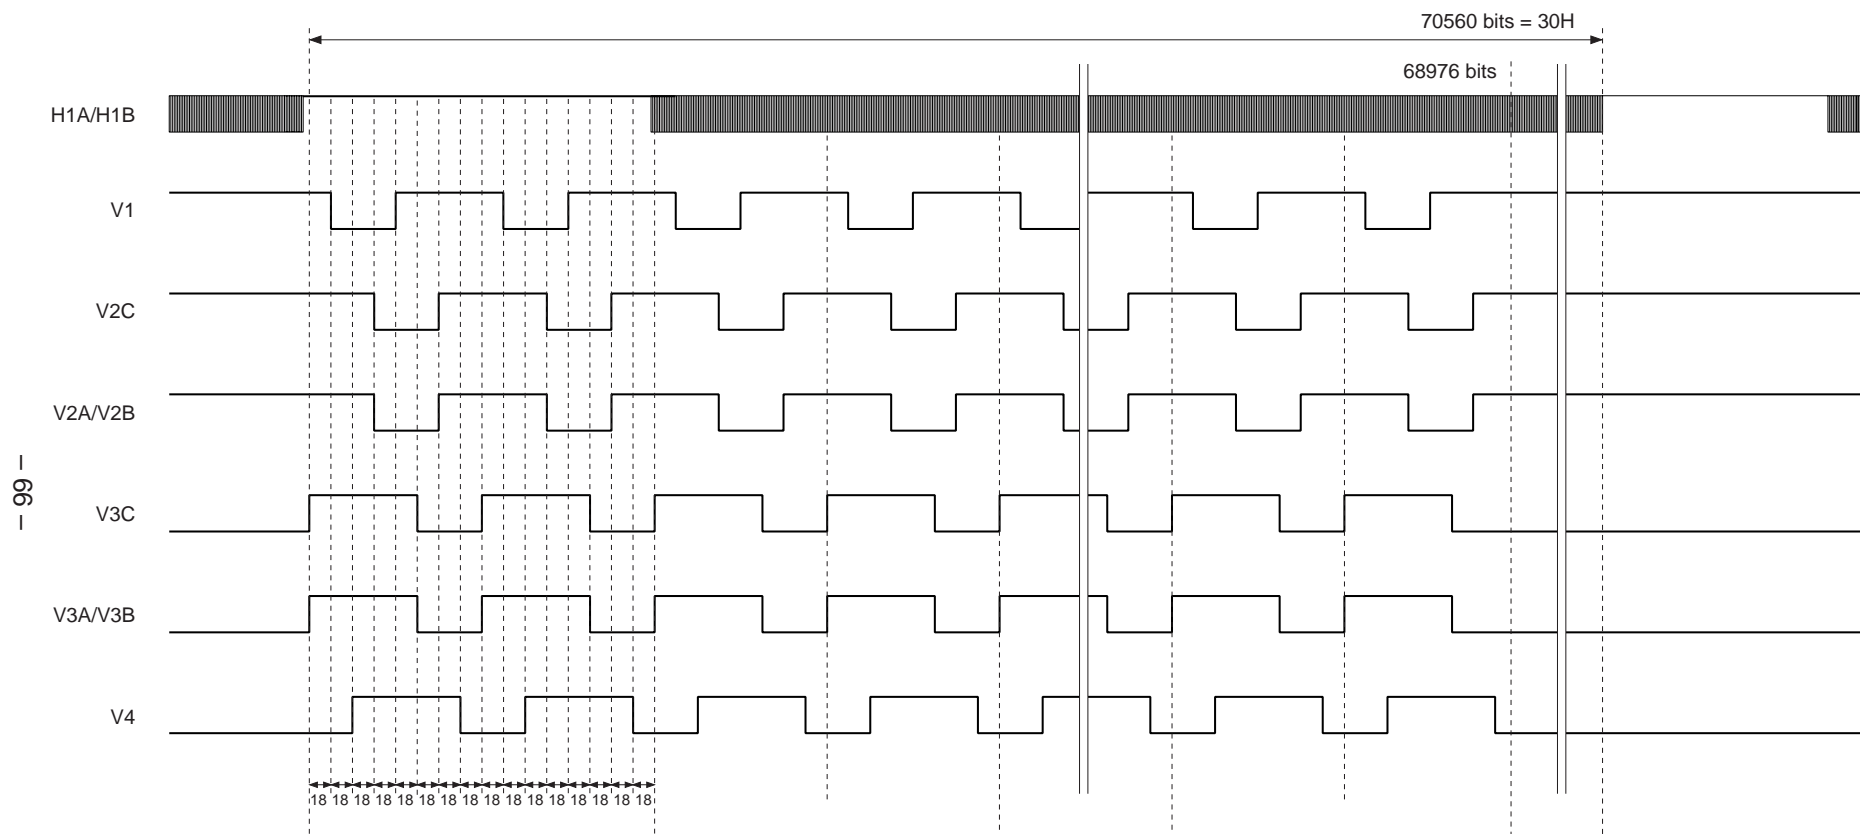 70560 bits = 30H
68976 bits
H1A/H1B
V1
V2C
V2A/V2B
– 99 –
V3C
V3A/V3B
V4
18 18 18 18 18 18 18 18 18 18 18 18 18 18 18 18